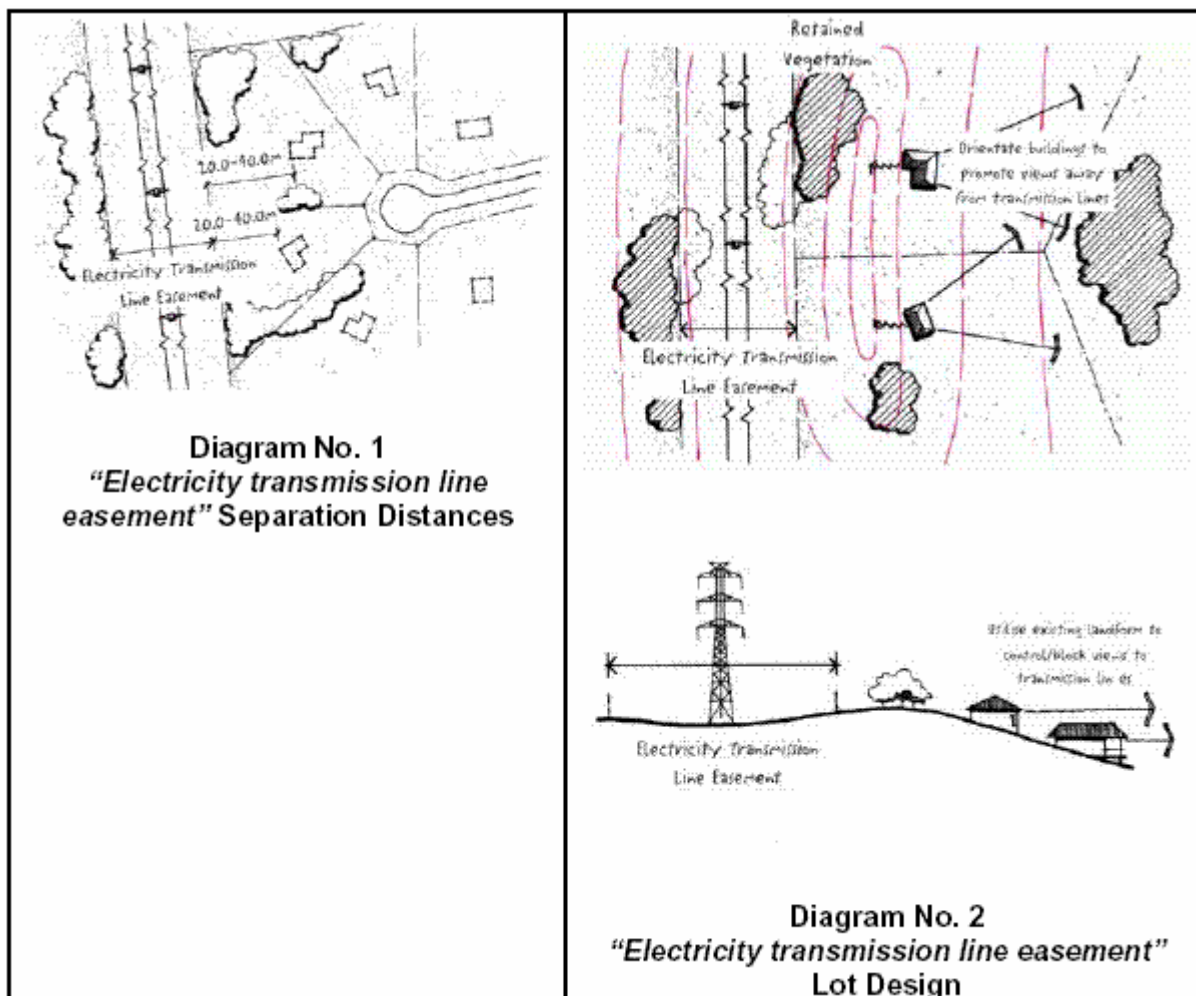 20.0-40.0m
20.0-40.0m
Electricity Transmission
Line Easement
Diagram No. 1
“Electricity transmission line
easement” Separation Distances
Retained
Vegetation
Orientate buildings to
promote views away
from transmission lines
Electricity Transmission
Line Easement
Utilise existing landform to
control/block views to
transmission lines
Electricity Transmission
Line Easement
Diagram No. 2
“Electricity transmission line easement”
Lot Design